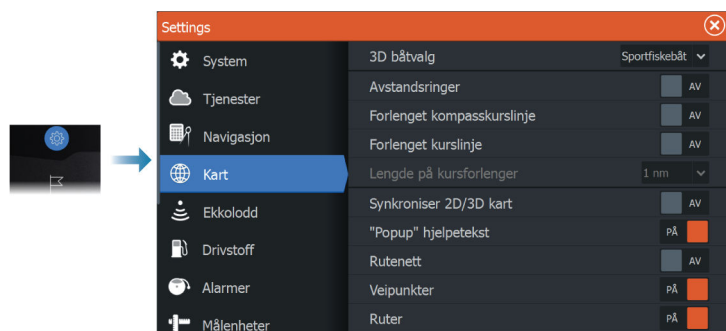 Settings
System
Tjenester
Navigasjon
Kart
Ekkolodd
Drivstoff
Alarmer
Målenheter
3D båtvalg Sportfiskebåt
Avstandsringer AV
Forlenget kompasskurslinje AV
Forlenget kurslinje AV
Lengde på kursforlenger 1 nm
Synkroniser 2D/3D kart AV
"Popup" hjelpetekst PÅ
Rutenett AV
Veipunkter PÅ
Ruter PÅ